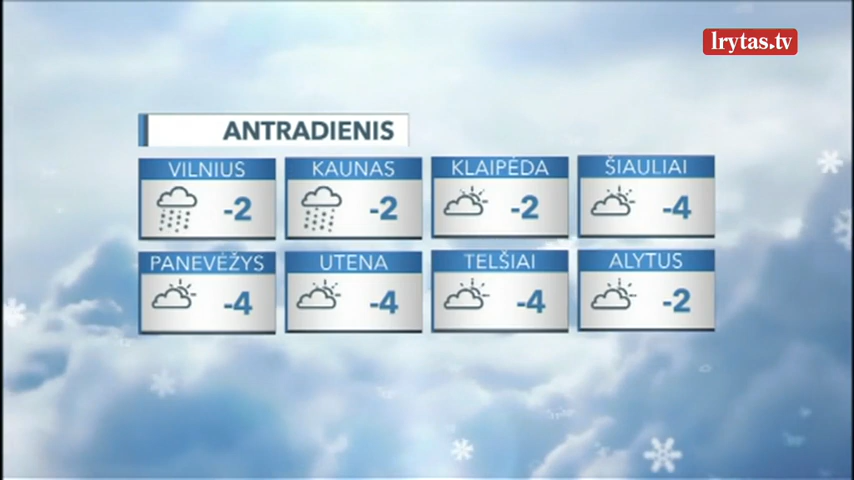 lrytas.tv
ANTRADIENIS
VILNIUS KAUNAS KLAIPĖDA ŠIAULIAI
-2 -2 -2 -4
PANEVĖŽYS UTENA TELŠIAI ALYTUS
-4 -4 -4 -2